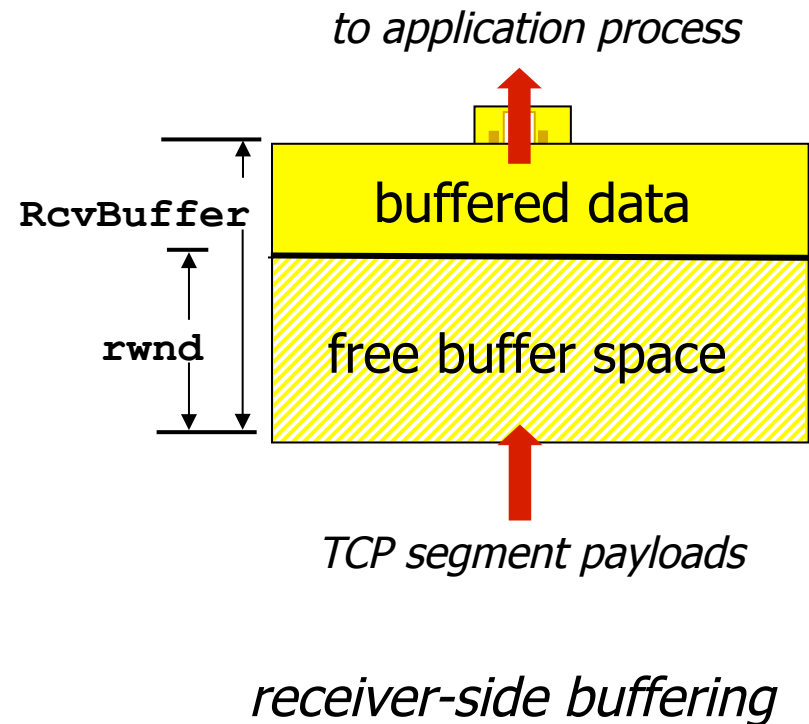 to application process
RcvBuffer
buffered data
rwnd
free buffer space
TCP segment payloads
receiver-side buffering